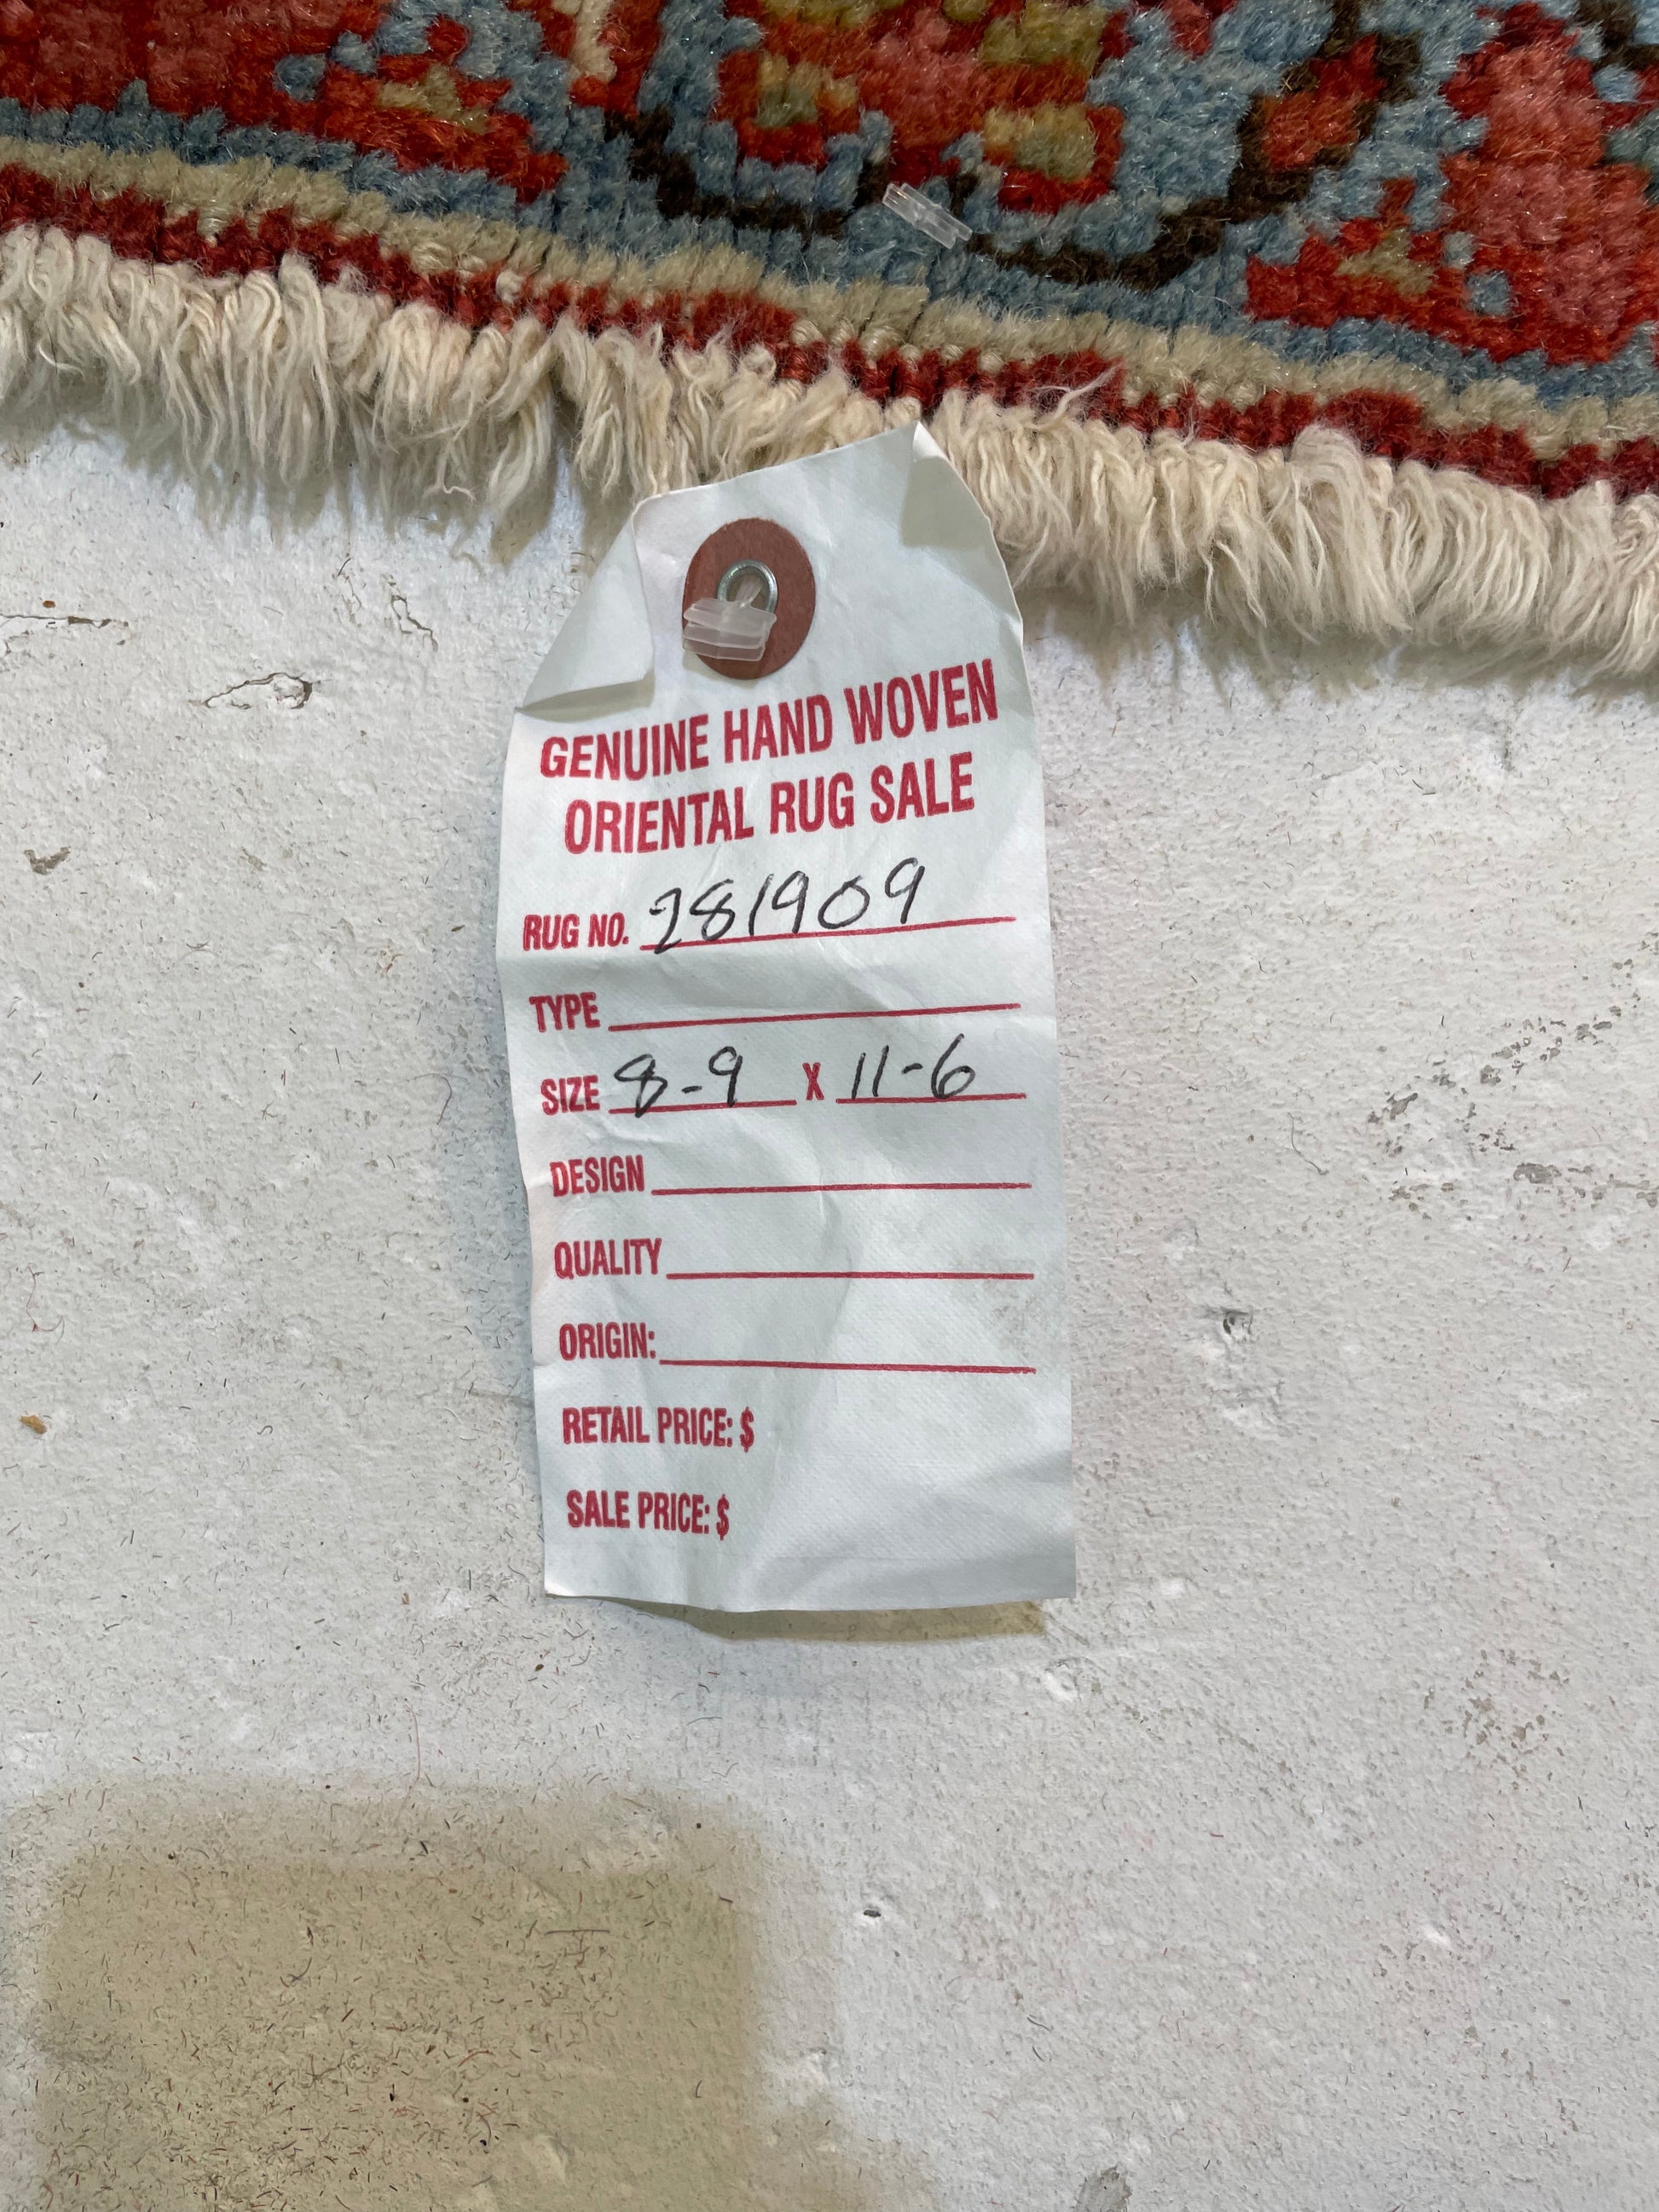 GENUINE HAND WOVEN
ORIENTAL RUG SALE
RUG NO. 281909
TYPE
SIZE 8-9 X 11-6
DESIGN
QUALITY
ORIGIN:
RETAIL PRICE: $
SALE PRICE: $